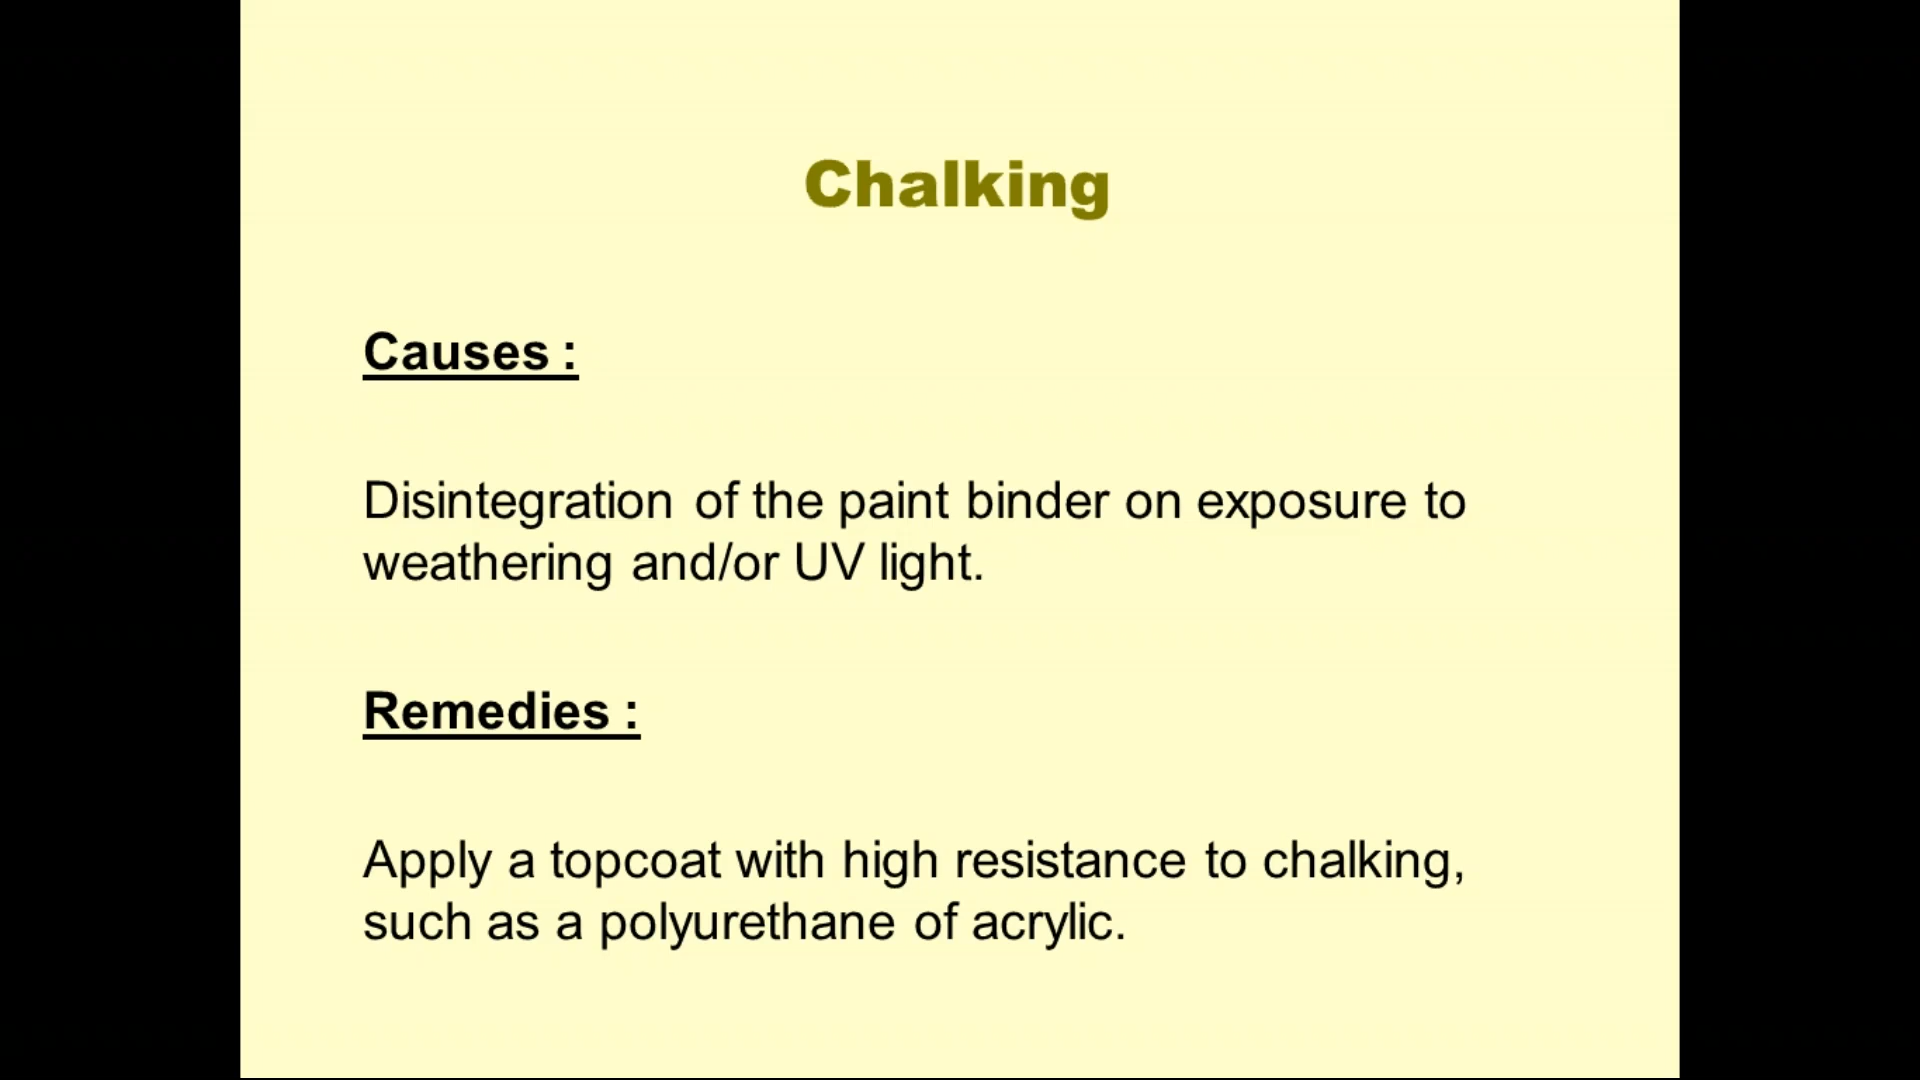 Chalking
Causes :
Disintegration of the paint binder on exposure to
weathering and/or UV light.
Remedies :
Apply a topcoat with high resistance to chalking,
such as a polyurethane of acrylic.